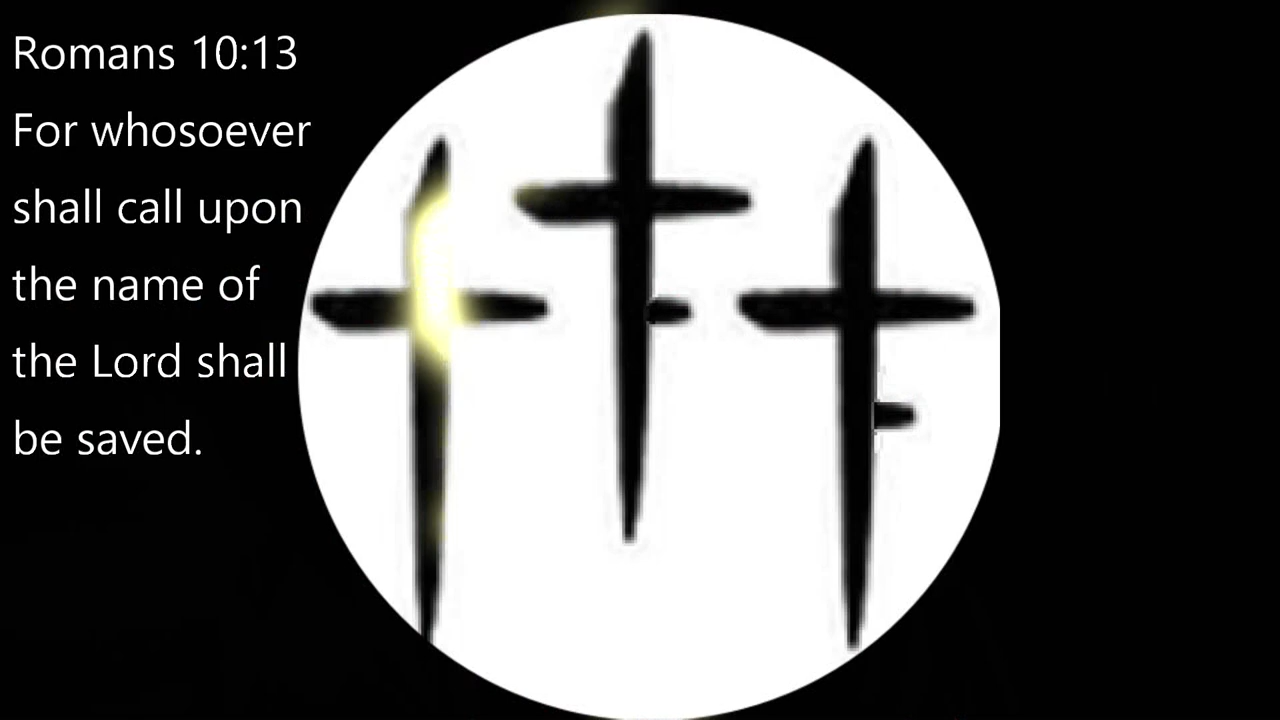 Romans 10:13
For whosoever
shall call upon
the name of
the Lord shall
be saved.